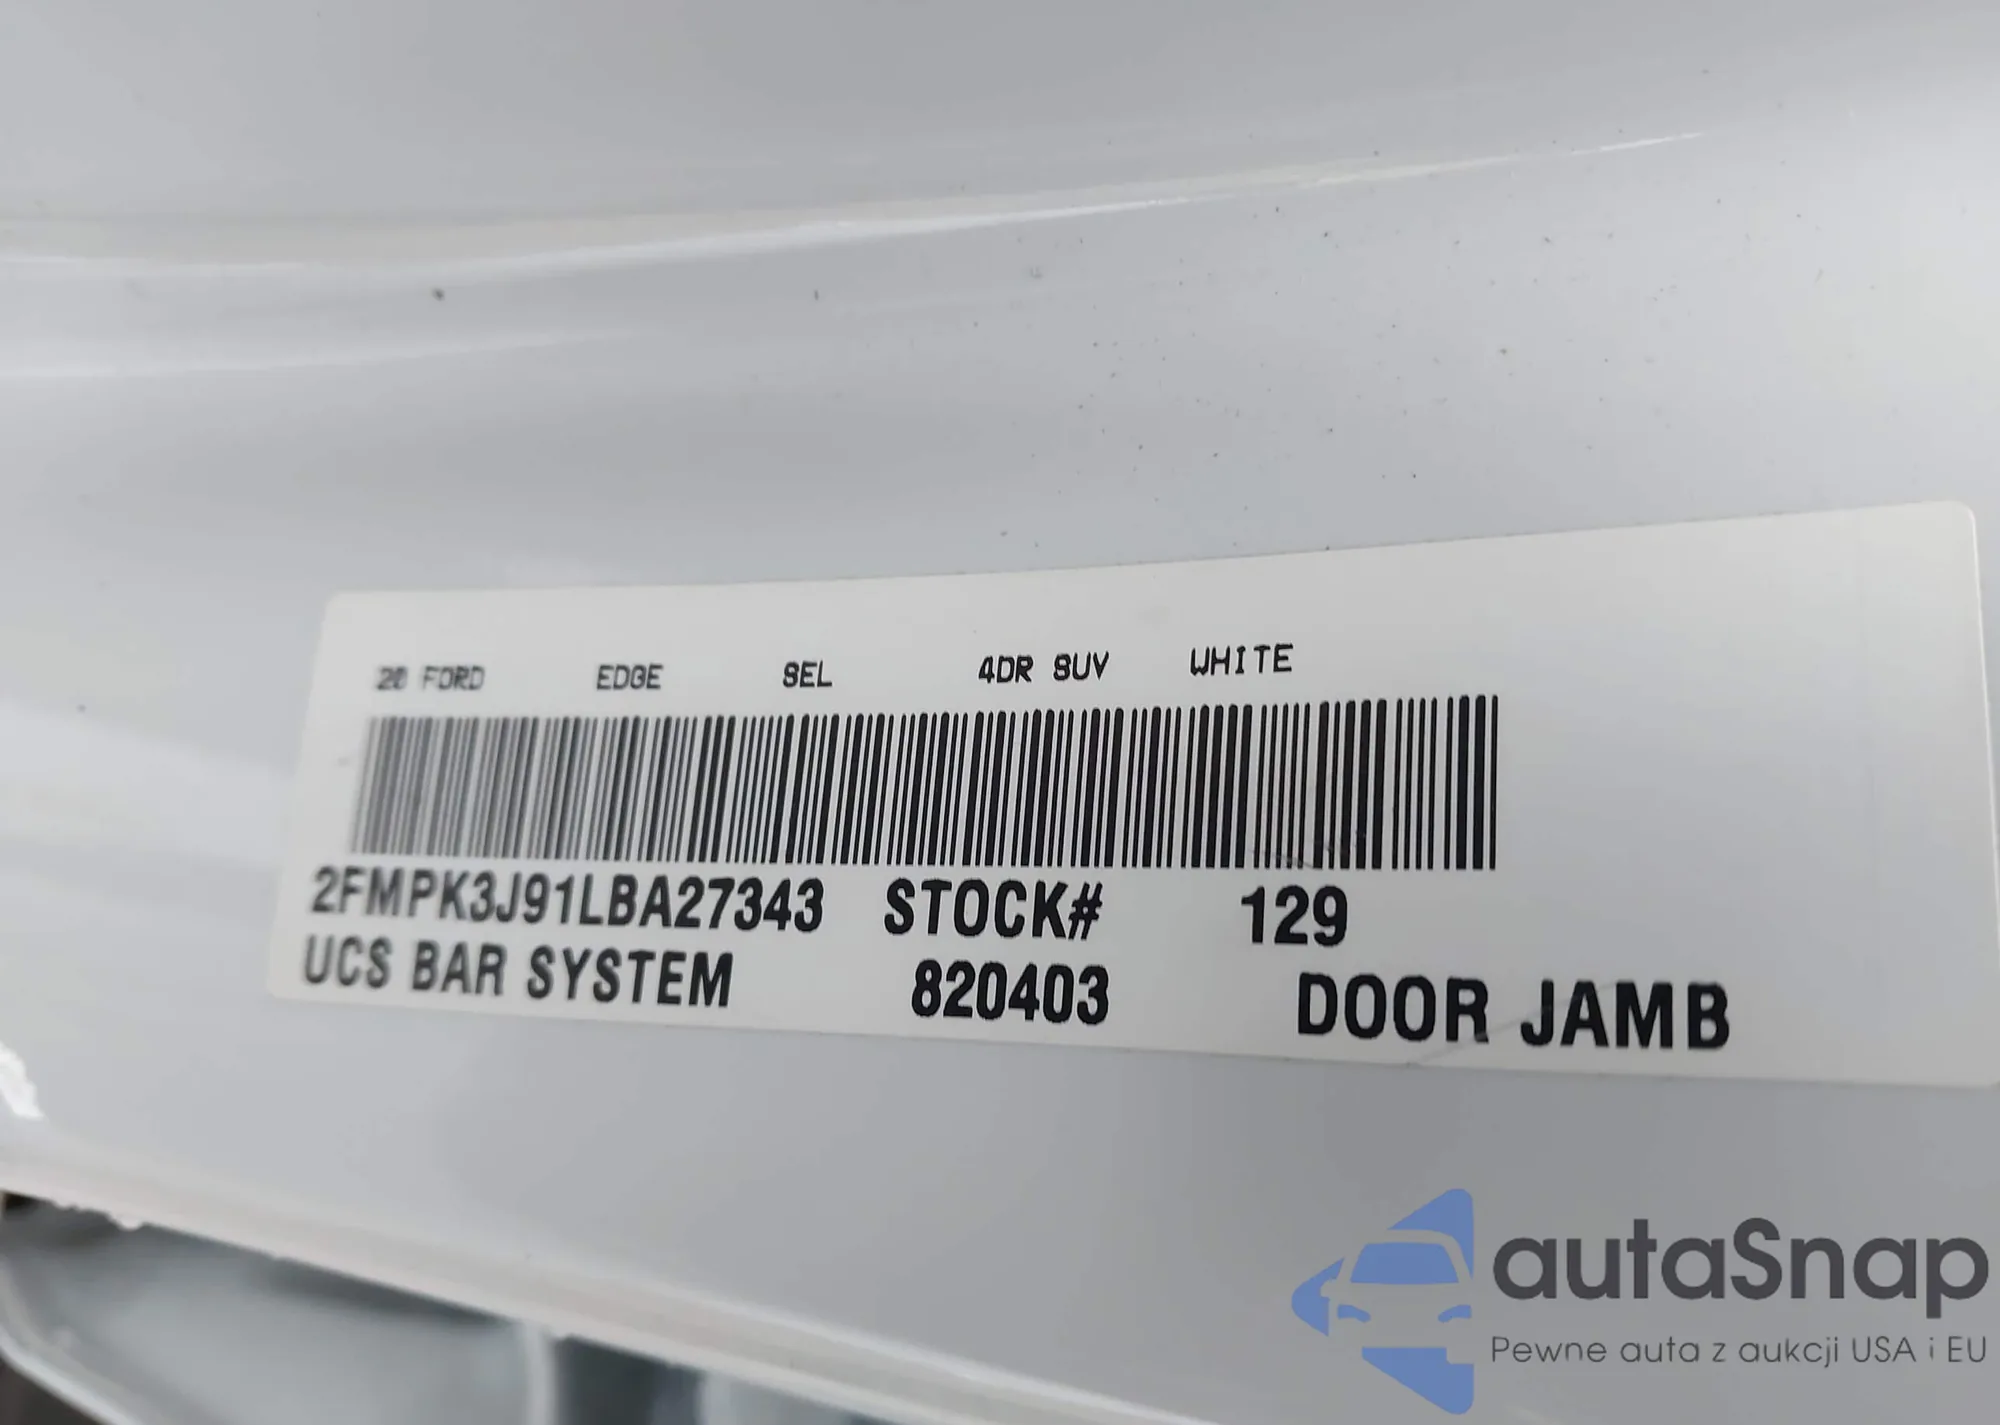 20 FORD EDGE SEL 4DR SUV WHITE
2FMPK3J91LBA27343 STOCK# 129
UCS BAR SYSTEM 820403 DOOR JAMB
autaSnap
Pewne auta z aukcji USA i EU